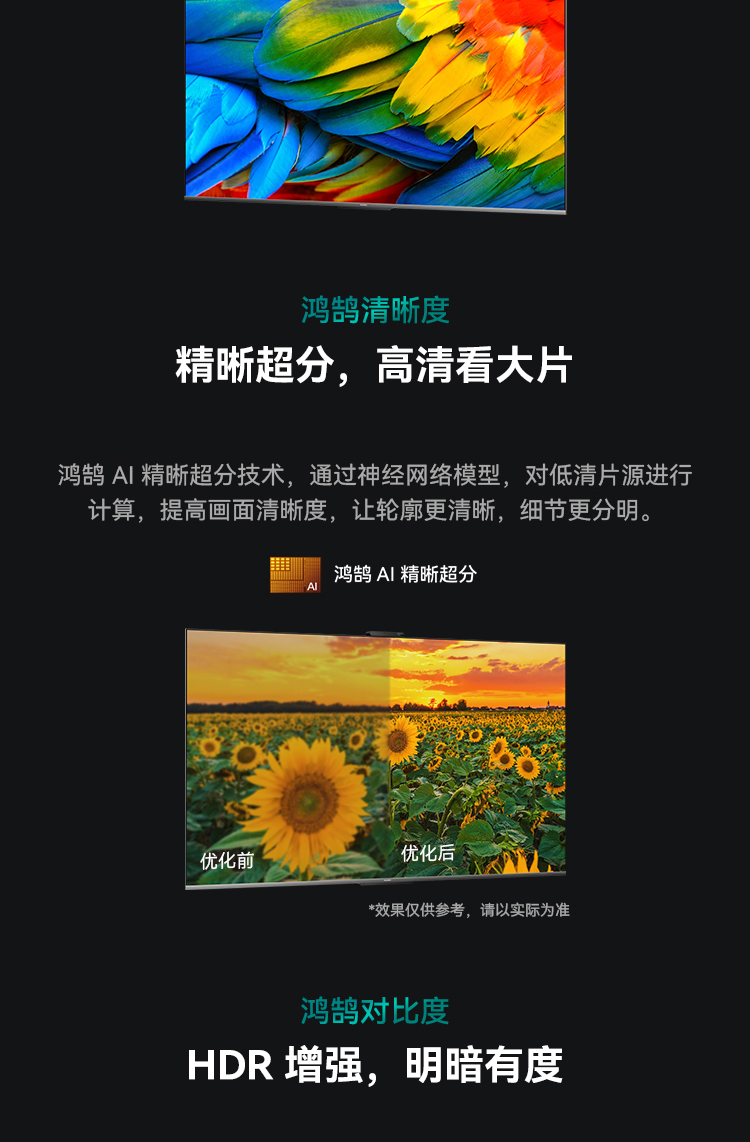 鸿鹄清晰度
精晰超分，高清看大片
鸿鹄 AI 精晰超分技术，通过神经网络模型，对低清片源进行
计算，提高画面清晰度，让轮廓更清晰，细节更分明。
AI
鸿鹄 AI 精晰超分
优化前
优化后
*效果仅供参考，请以实际为准
鸿鹄对比度
HDR 增强，明暗有度